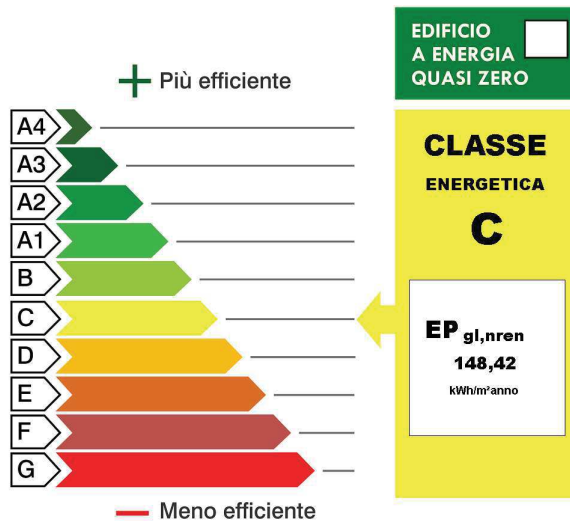 EDIFICIO
A ENERGIA
QUASI ZERO
+ Più efficiente
A4
A3
A2
A1
B
C
D
E
F
G
— Meno efficiente
CLASSE
ENERGETICA
C
EP gl,nren
148,42
kWh/m²anno